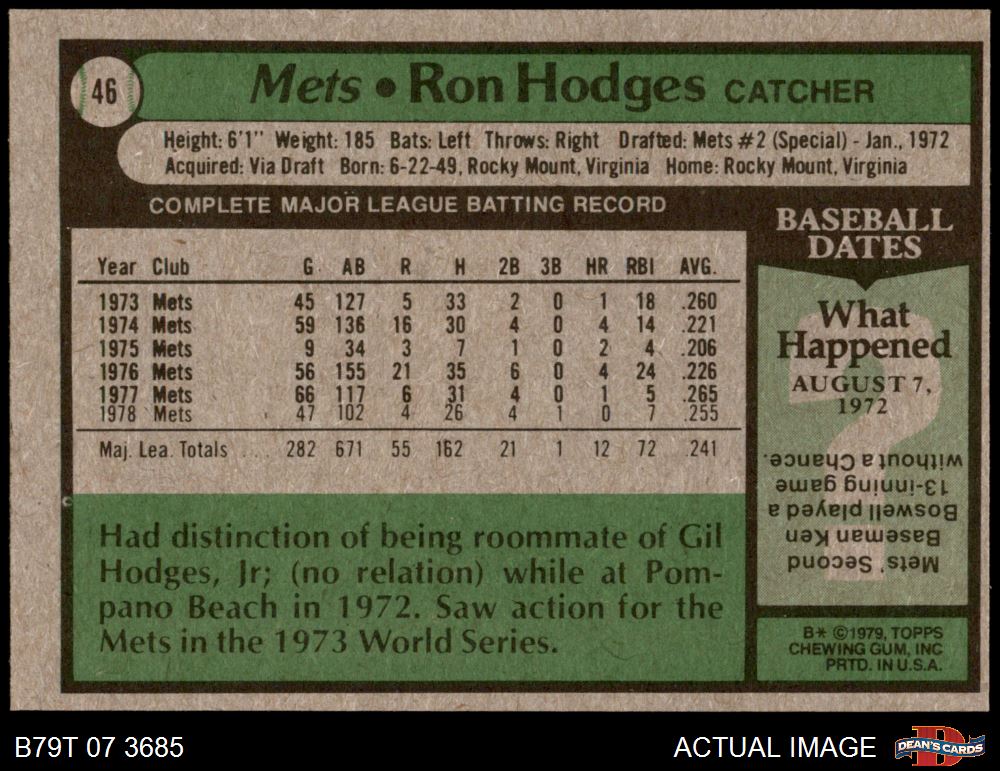 46
Mets • Ron Hodges CATCHER
Height: 6'1" Weight: 185 Bats: Left Throws: Right Drafted: Mets #2 (Special) - Jan., 1972
Acquired: Via Draft Born: 6-22-49, Rocky Mount, Virginia Home: Rocky Mount, Virginia
COMPLETE MAJOR LEAGUE BATTING RECORD
Year Club G AB R H 2B 3B HR RBI AVG.
1973 Mets 45 127 5 33 2 0 1 18 .260
1974 Mets 59 136 16 30 4 0 4 14 .221
1975 Mets 9 34 3 7 1 0 2 4 .206
1976 Mets 56 155 21 35 6 0 4 24 .226
1977 Mets 66 117 6 31 4 0 1 5 .265
1978 Mets 47 102 4 26 4 1 0 7 .255
Maj. Lea. Totals 282 671 55 162 21 1 12 72 .241
Had distinction of being roommate of Gil
Hodges, Jr; (no relation) while at Pom-
pano Beach in 1972. Saw action for the
Mets in the 1973 World Series.
BASEBALL
DATES
What
Happened
AUGUST 7,
1972
Mets' Second
Baseman Ken
Boswell played a
13-inning game
without a Chance.
B* ©1979, TOPPS
CHEWING GUM, INC
PRTD. IN U.S.A.
B79T 07 3685
ACTUAL IMAGE
DEAN'S CARDS